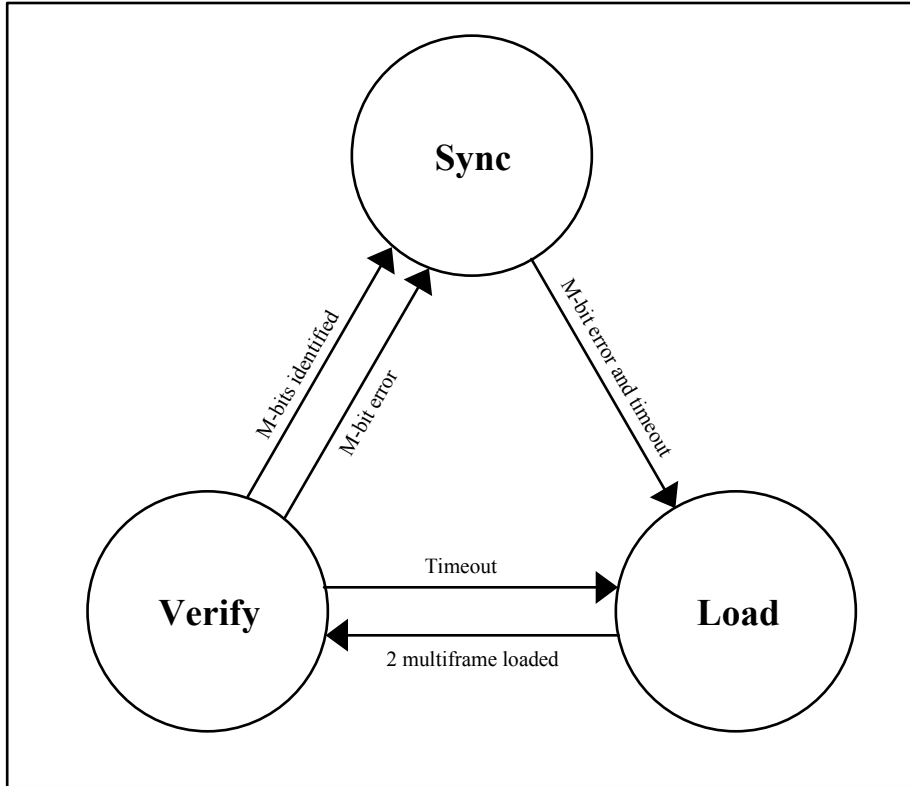 Sync
M-bits identified
M-bit error
M-bit error and timeout
Timeout
Verify
Load
2 multiframe loaded